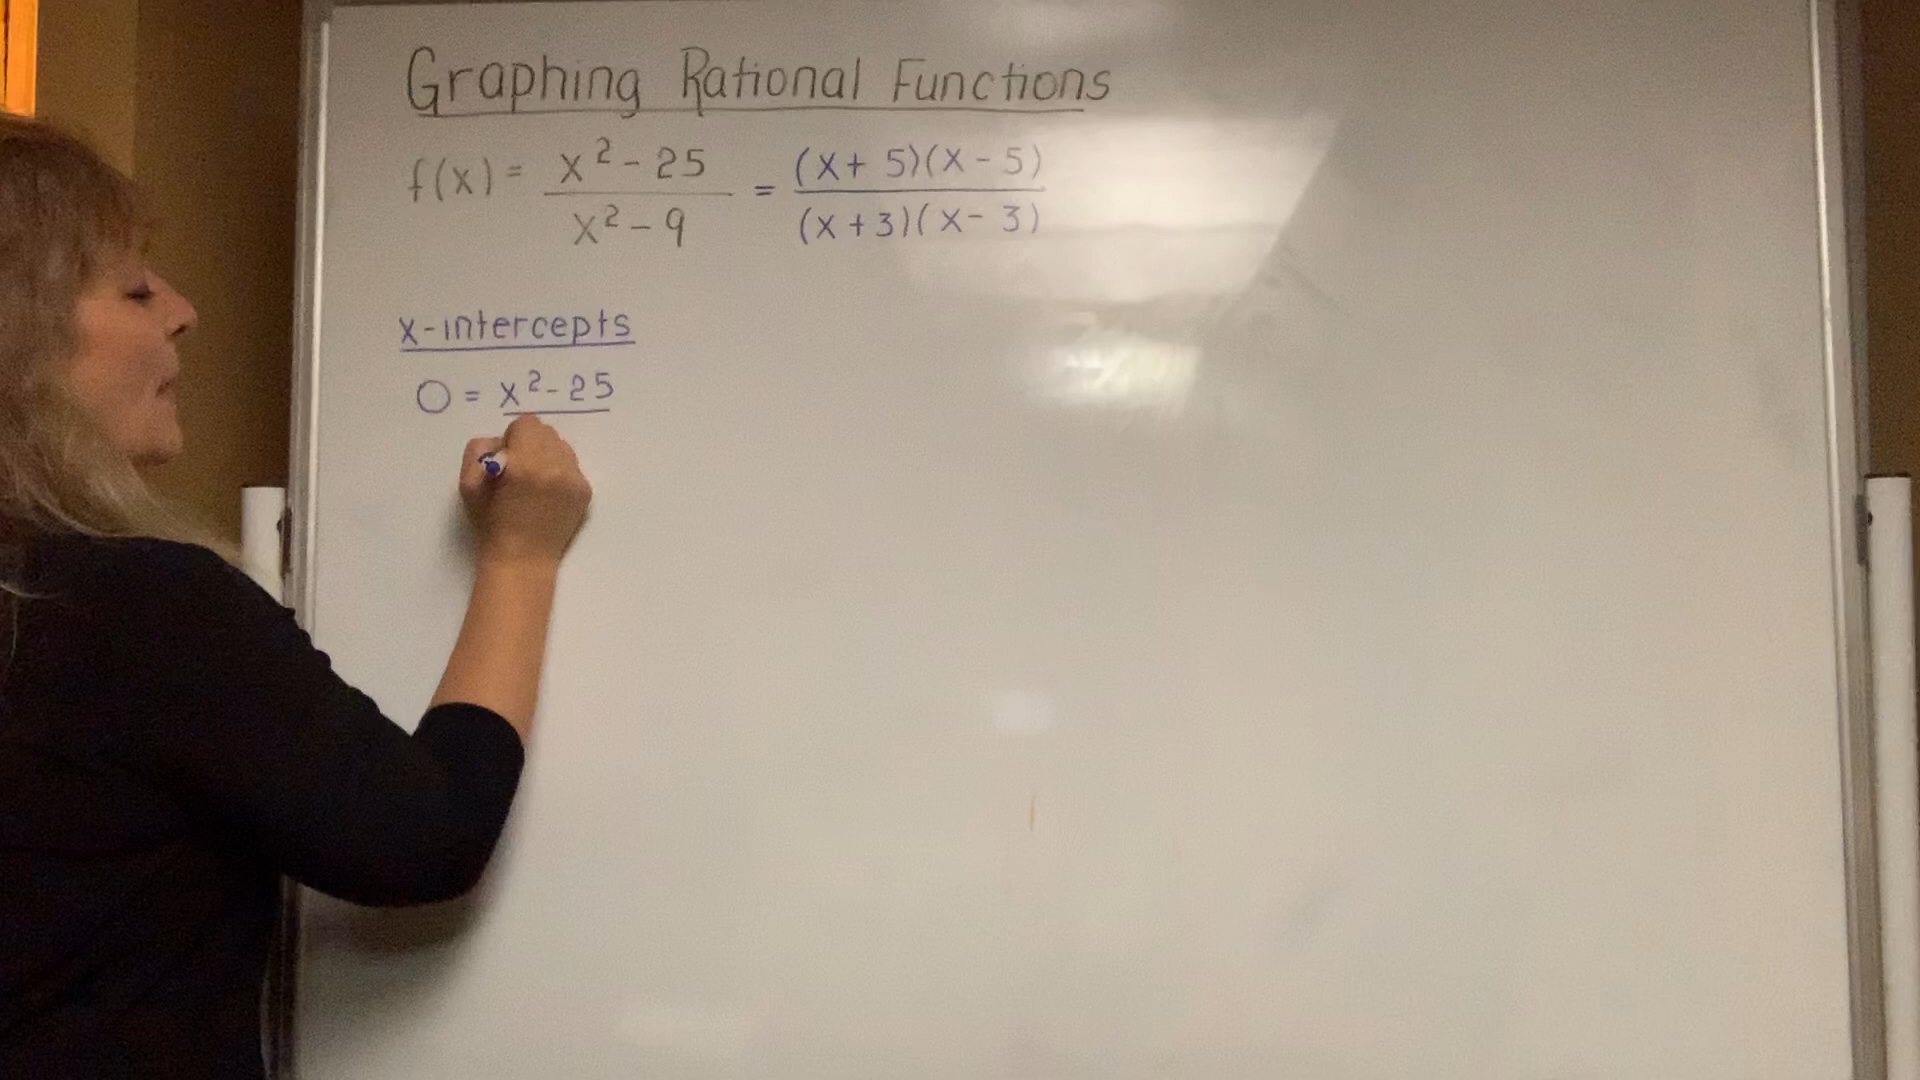 Graphing Rational Functions
f(x) = x² - 25 / x² - 9 = (x + 5)(x - 5) / (x + 3)(x - 3)
x-intercepts
0 = x² - 25